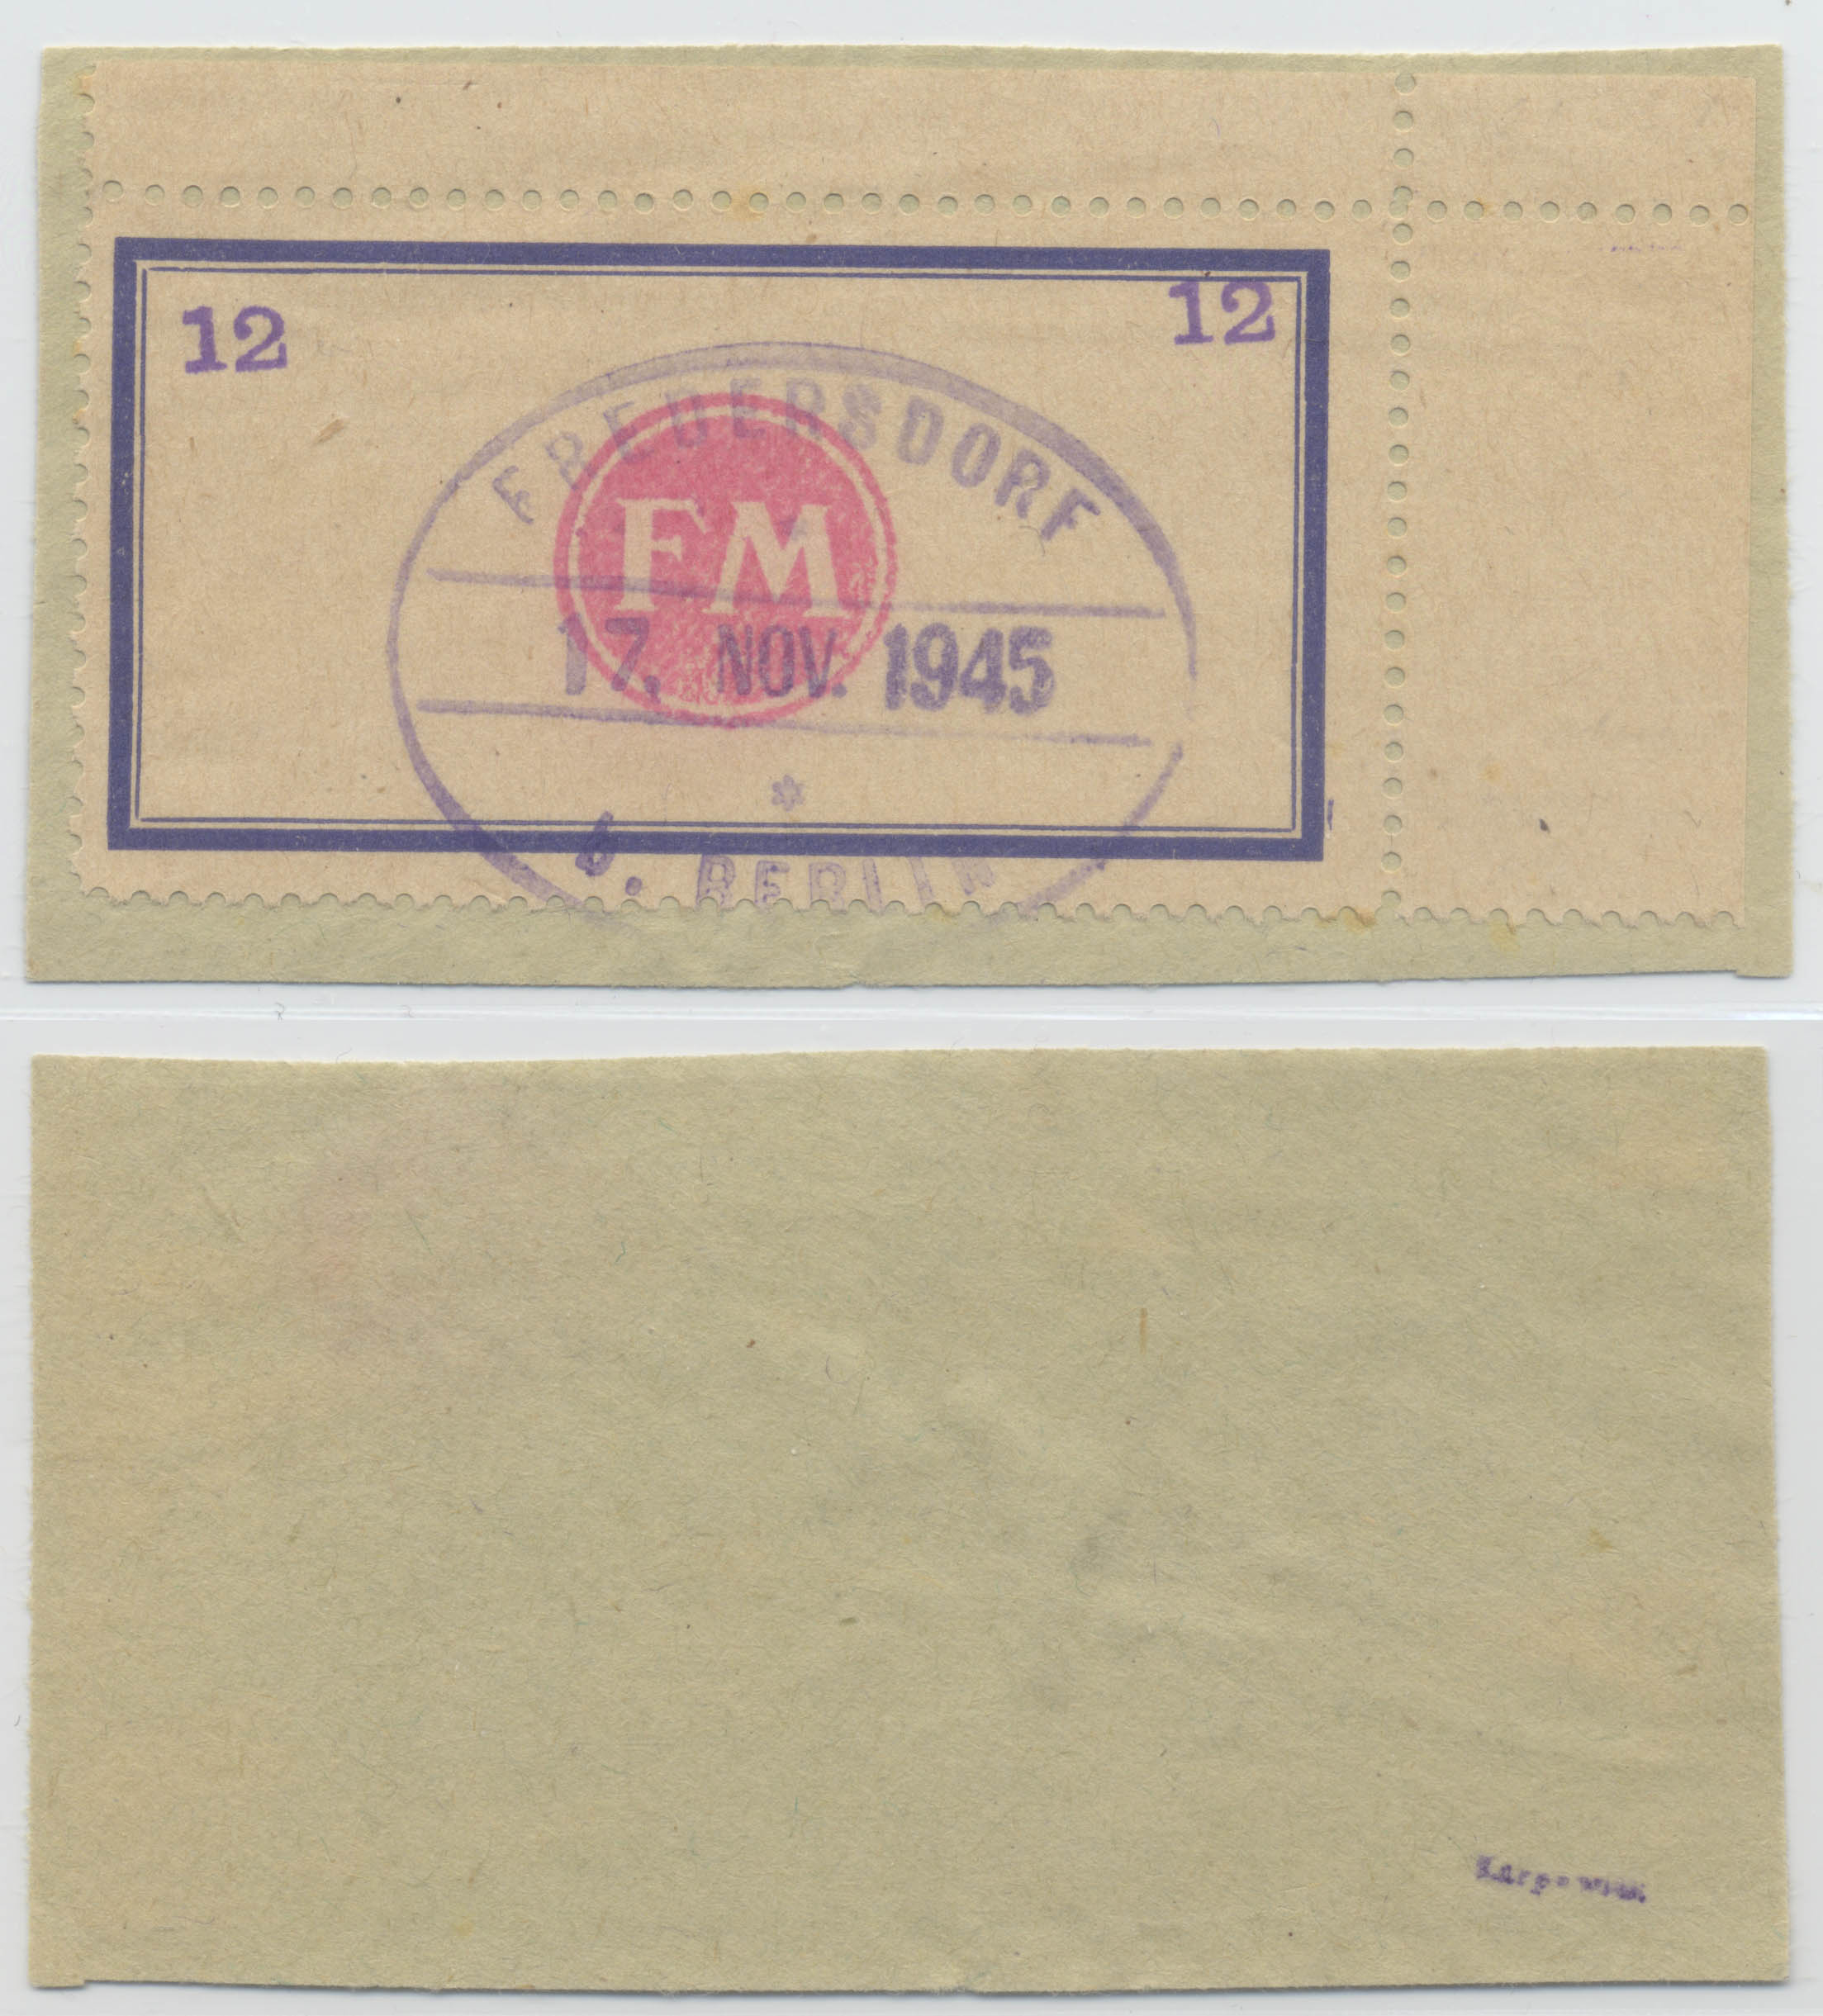 12 12
FREDERSDORF
FM
17. NOV. 1945
b. BERLIN